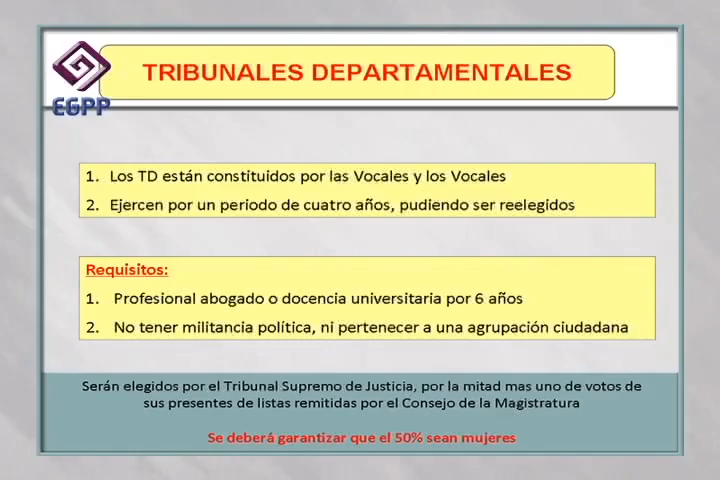 TRIBUNALES DEPARTAMENTALES
EGPP
1. Los TD están constituidos por las Vocales y los Vocales
2. Ejercen por un periodo de cuatro años, pudiendo ser reelegidos
Requisitos:
1. Profesional abogado o docencia universitaria por 6 años
2. No tener militancia política, ni pertenecer a una agrupación ciudadana
Serán elegidos por el Tribunal Supremo de Justicia, por la mitad mas uno de votos de
sus presentes de listas remitidas por el Consejo de la Magistratura
Se deberá garantizar que el 50% sean mujeres